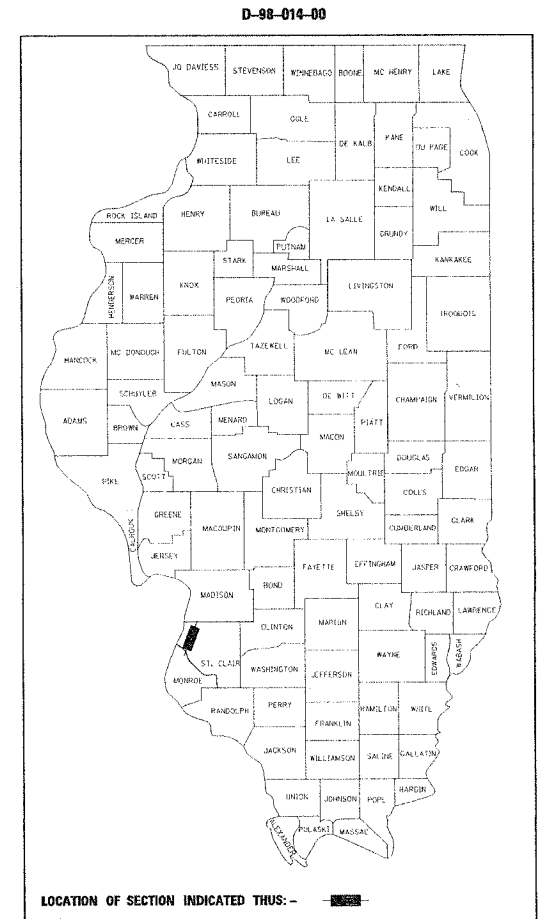 D-98-014-00
JO DAVIESS STEVENSON WINNEBAGO BOONE MC HENRY LAKE
CARROLL OGLE
DE KALB KANE DU PAGE COOK
WHITESIDE LEE
KENDALL WILL
ROCK ISLAND HENRY BUREAU LA SALLE
GRUNDY
MERCER PUTNAM
STARK MARSHALL KANKAKEE
HENDERSON WARREN KNOX PEORIA WOODFORD LIVINGSTON
IROQUOIS
HANCOCK MC DONOUGH FULTON TAZEWELL MC LEAN FORD
MASON
SCHUYLER LOGAN DE WITT CHAMPAIGN VERMILION
ADAMS BROWN CASS MENARD MACON PIATT
PIKE SCOTT MORGAN SANGAMON DOUGLAS EDGAR
MOULTRIE
CHRISTIAN COLES
GREENE MACOUPIN SHELBY
CALHOUN MONTGOMERY CUMBERLAND CLARK
JERSEY FAYETTE EFFINGHAM JASPER CRAWFORD
MADISON BOND CLAY
CLINTON MARION RICHLAND LAWRENCE
ST. CLAIR WAYNE EDWARDS WABASH
MONROE WASHINGTON JEFFERSON
RANDOLPH PERRY HAMILTON WHITE
FRANKLIN
JACKSON WILLIAMSON SALINE GALLATIN
UNION JOHNSON POPE HARDIN
ALEXANDER PULASKI MASSAC
LOCATION OF SECTION INDICATED THUS: -